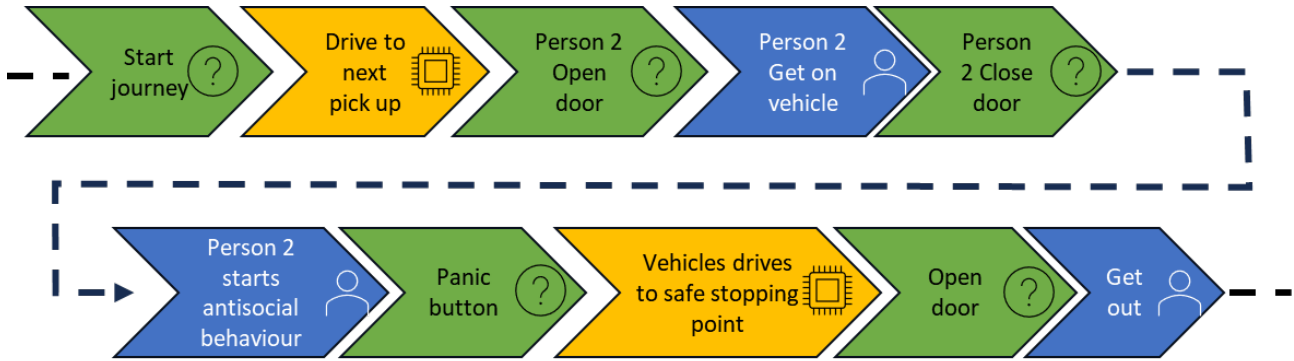 Start
journey
?
Drive to
next
pick up
Person 2
Open
door
?
Person 2
Get on
vehicle
Person
2 Close
door
?
Person 2
starts
antisocial
behaviour
Panic
button
?
Vehicles drives
to safe stopping
point
Open
door
?
Get
out